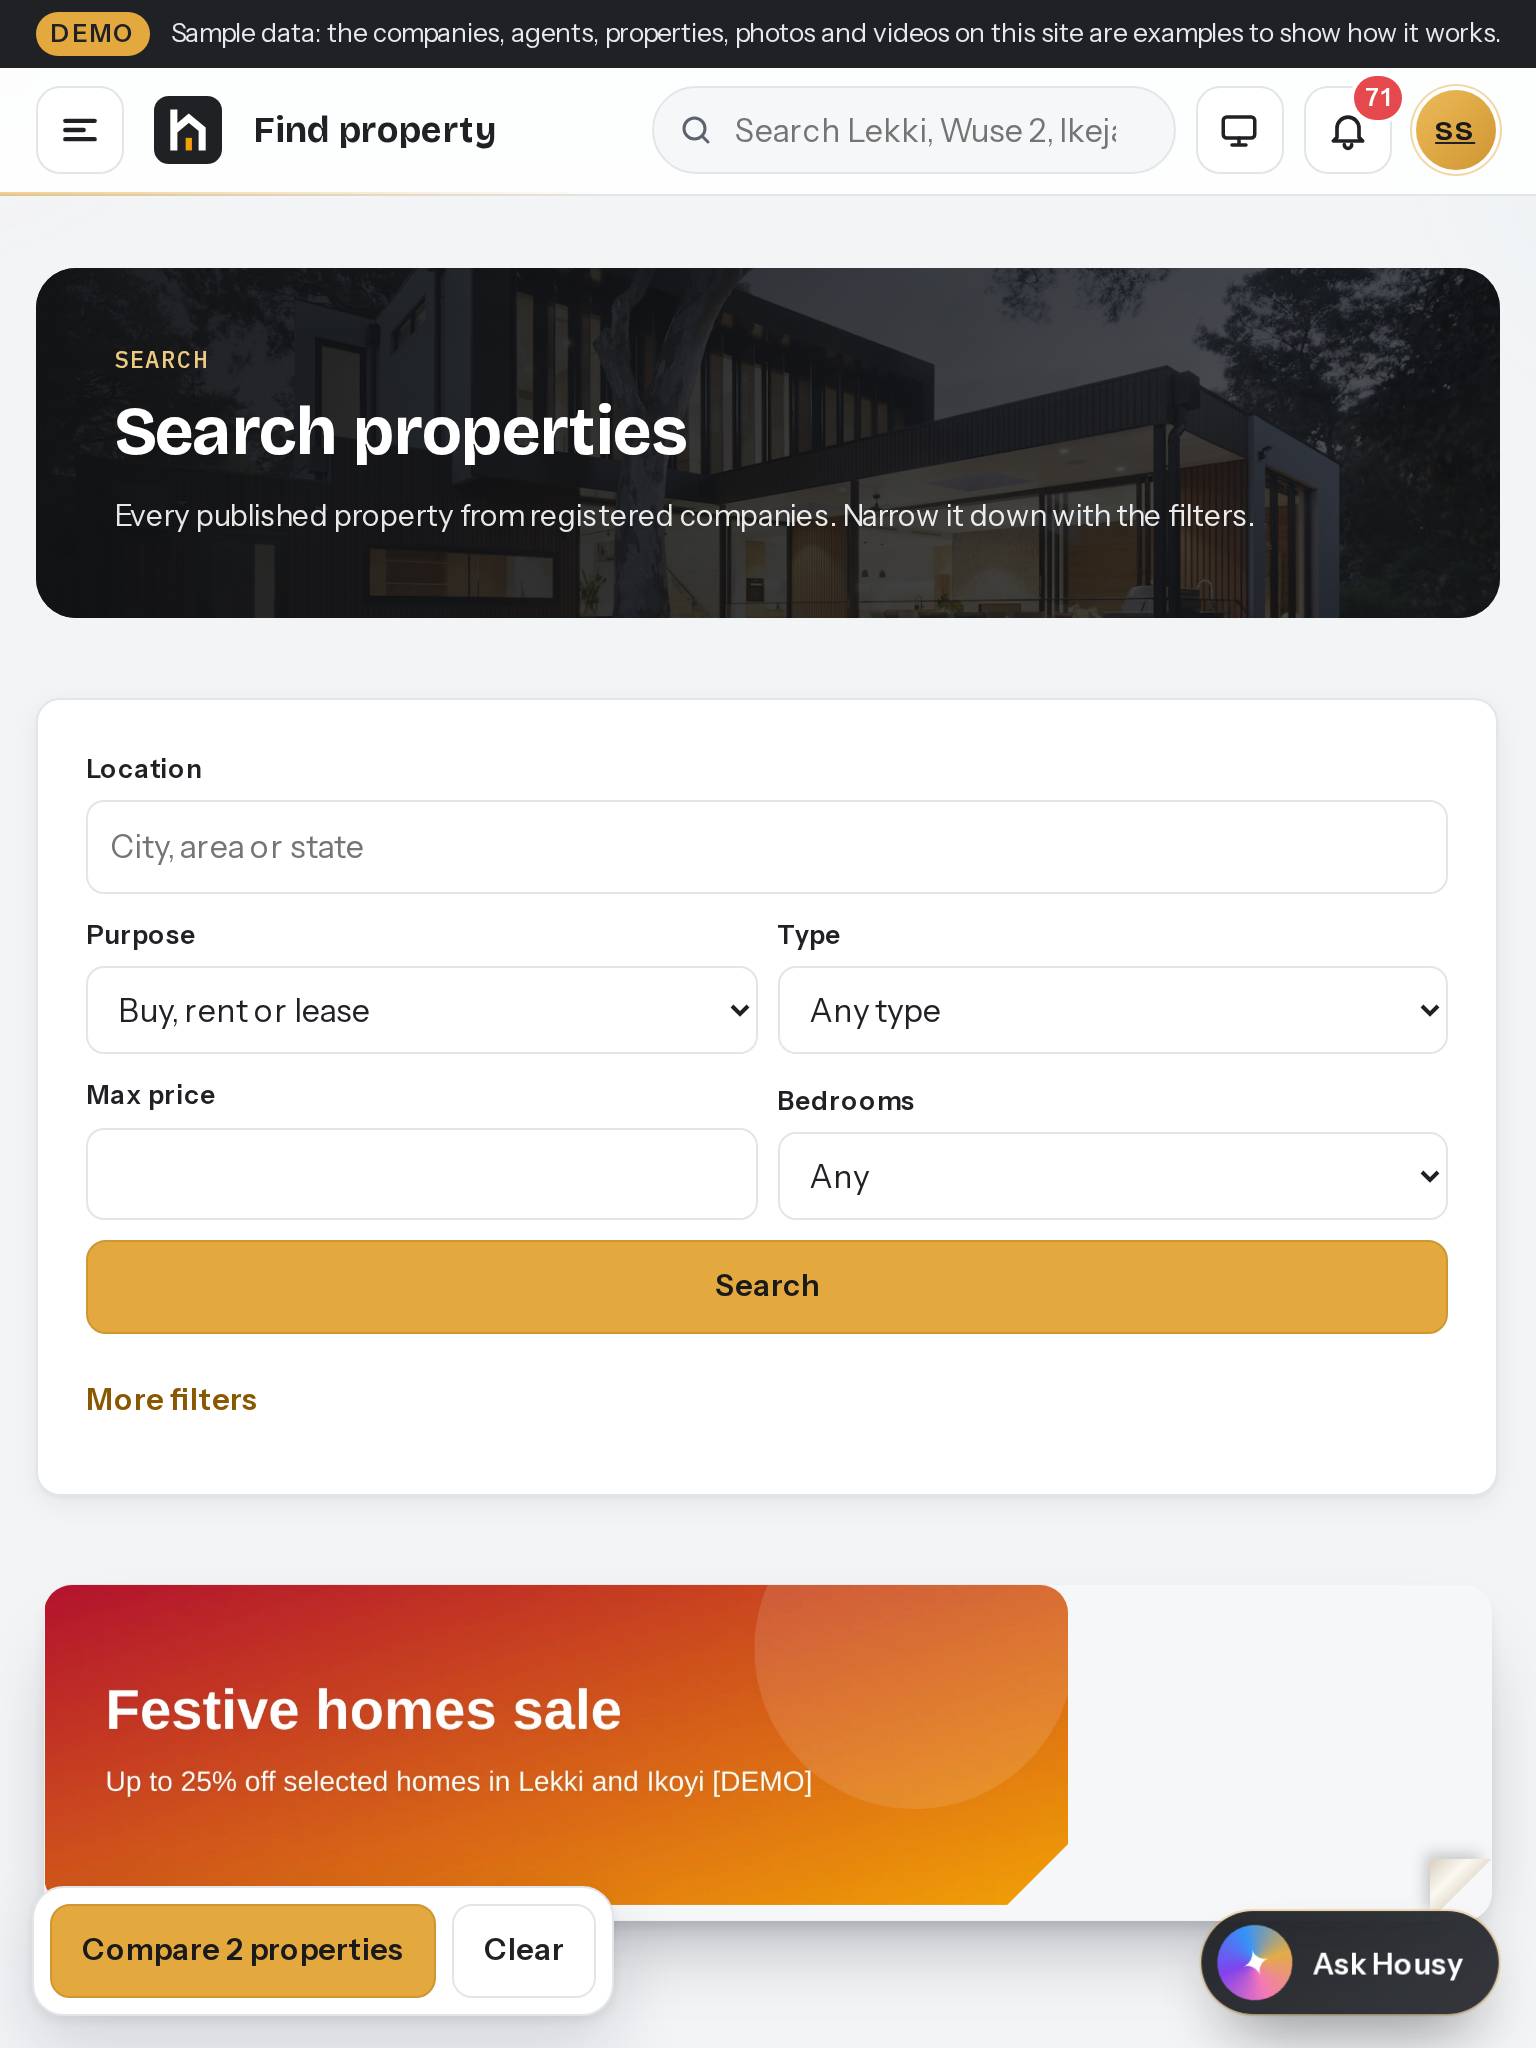 DEMO Sample data: the companies, agents, properties, photos and videos on this site are examples to show how it works.
Find property
Search Lekki, Wuse 2, Ikeja
71
SS
SEARCH
Search properties
Every published property from registered companies. Narrow it down with the filters.
Location
City, area or state
Purpose
Type
Buy, rent or lease
Any type
Max price
Bedrooms
Any
Search
More filters
Festive homes sale
Up to 25% off selected homes in Lekki and Ikoyi [DEMO]
Compare 2 properties
Clear
Ask Housy